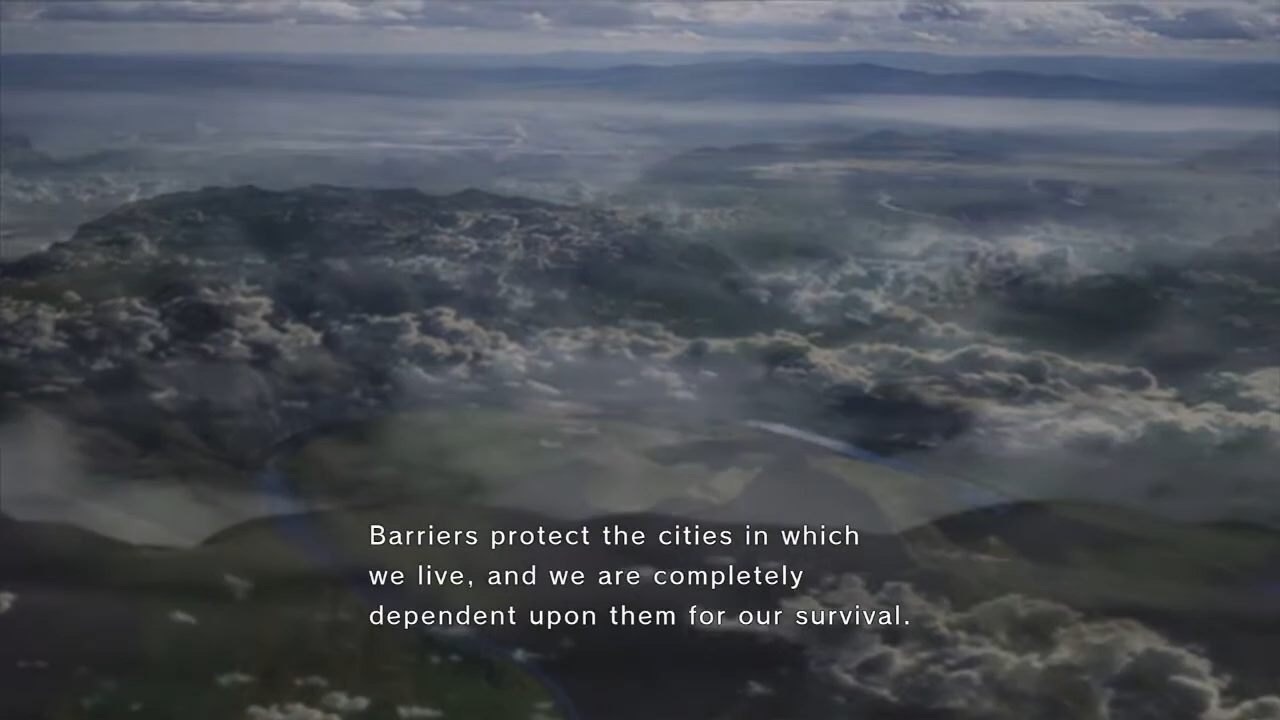 Barriers protect the cities in which
we live, and we are completely
dependent upon them for our survival.